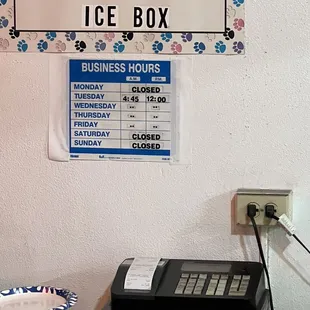 ICE BOX
BUSINESS HOURS
A.M. P.M.
MONDAY CLOSED
TUESDAY 4:45 12:00
WEDNESDAY " "
THURSDAY " "
FRIDAY " "
SATURDAY CLOSED
SUNDAY CLOSED